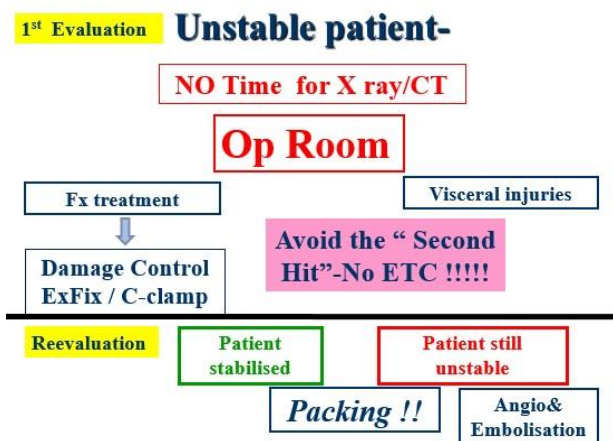 1st Evaluation
Unstable patient-
NO Time for X ray/CT
Op Room
Fx treatment
Visceral injuries
Damage Control
ExFix / C-clamp
Avoid the “ Second
Hit”-No ETC !!!!!
Reevaluation
Patient
stabilised
Patient still
unstable
Packing !!
Angio&
Embolisation